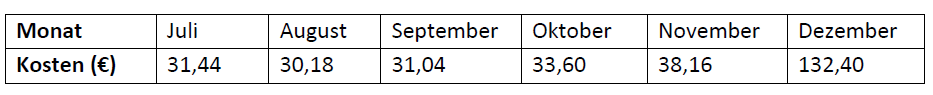 Monat Juli August September Oktober November Dezember
Kosten (€) 31,44 30,18 31,04 33,60 38,16 132,40